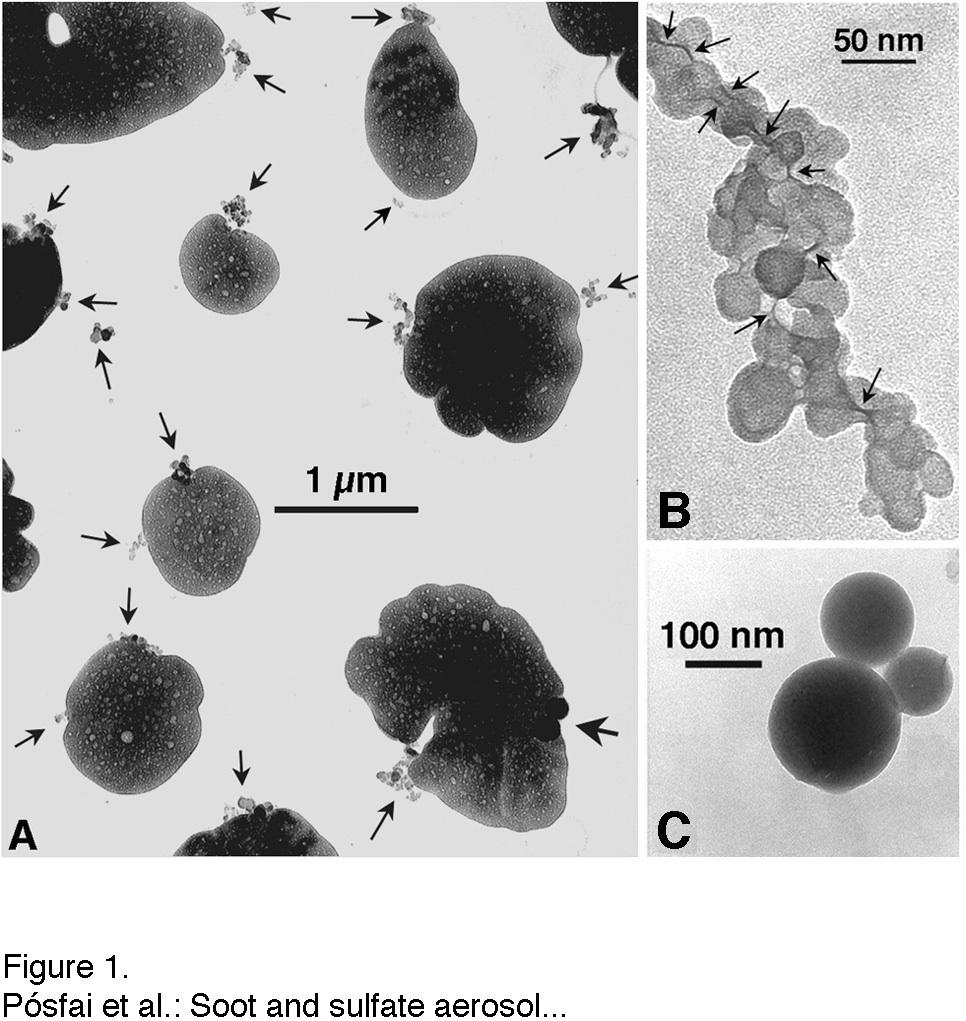 50 nm
1 µm
B
100 nm
A
C
Figure 1.
Pósfai et al.: Soot and sulfate aerosol...